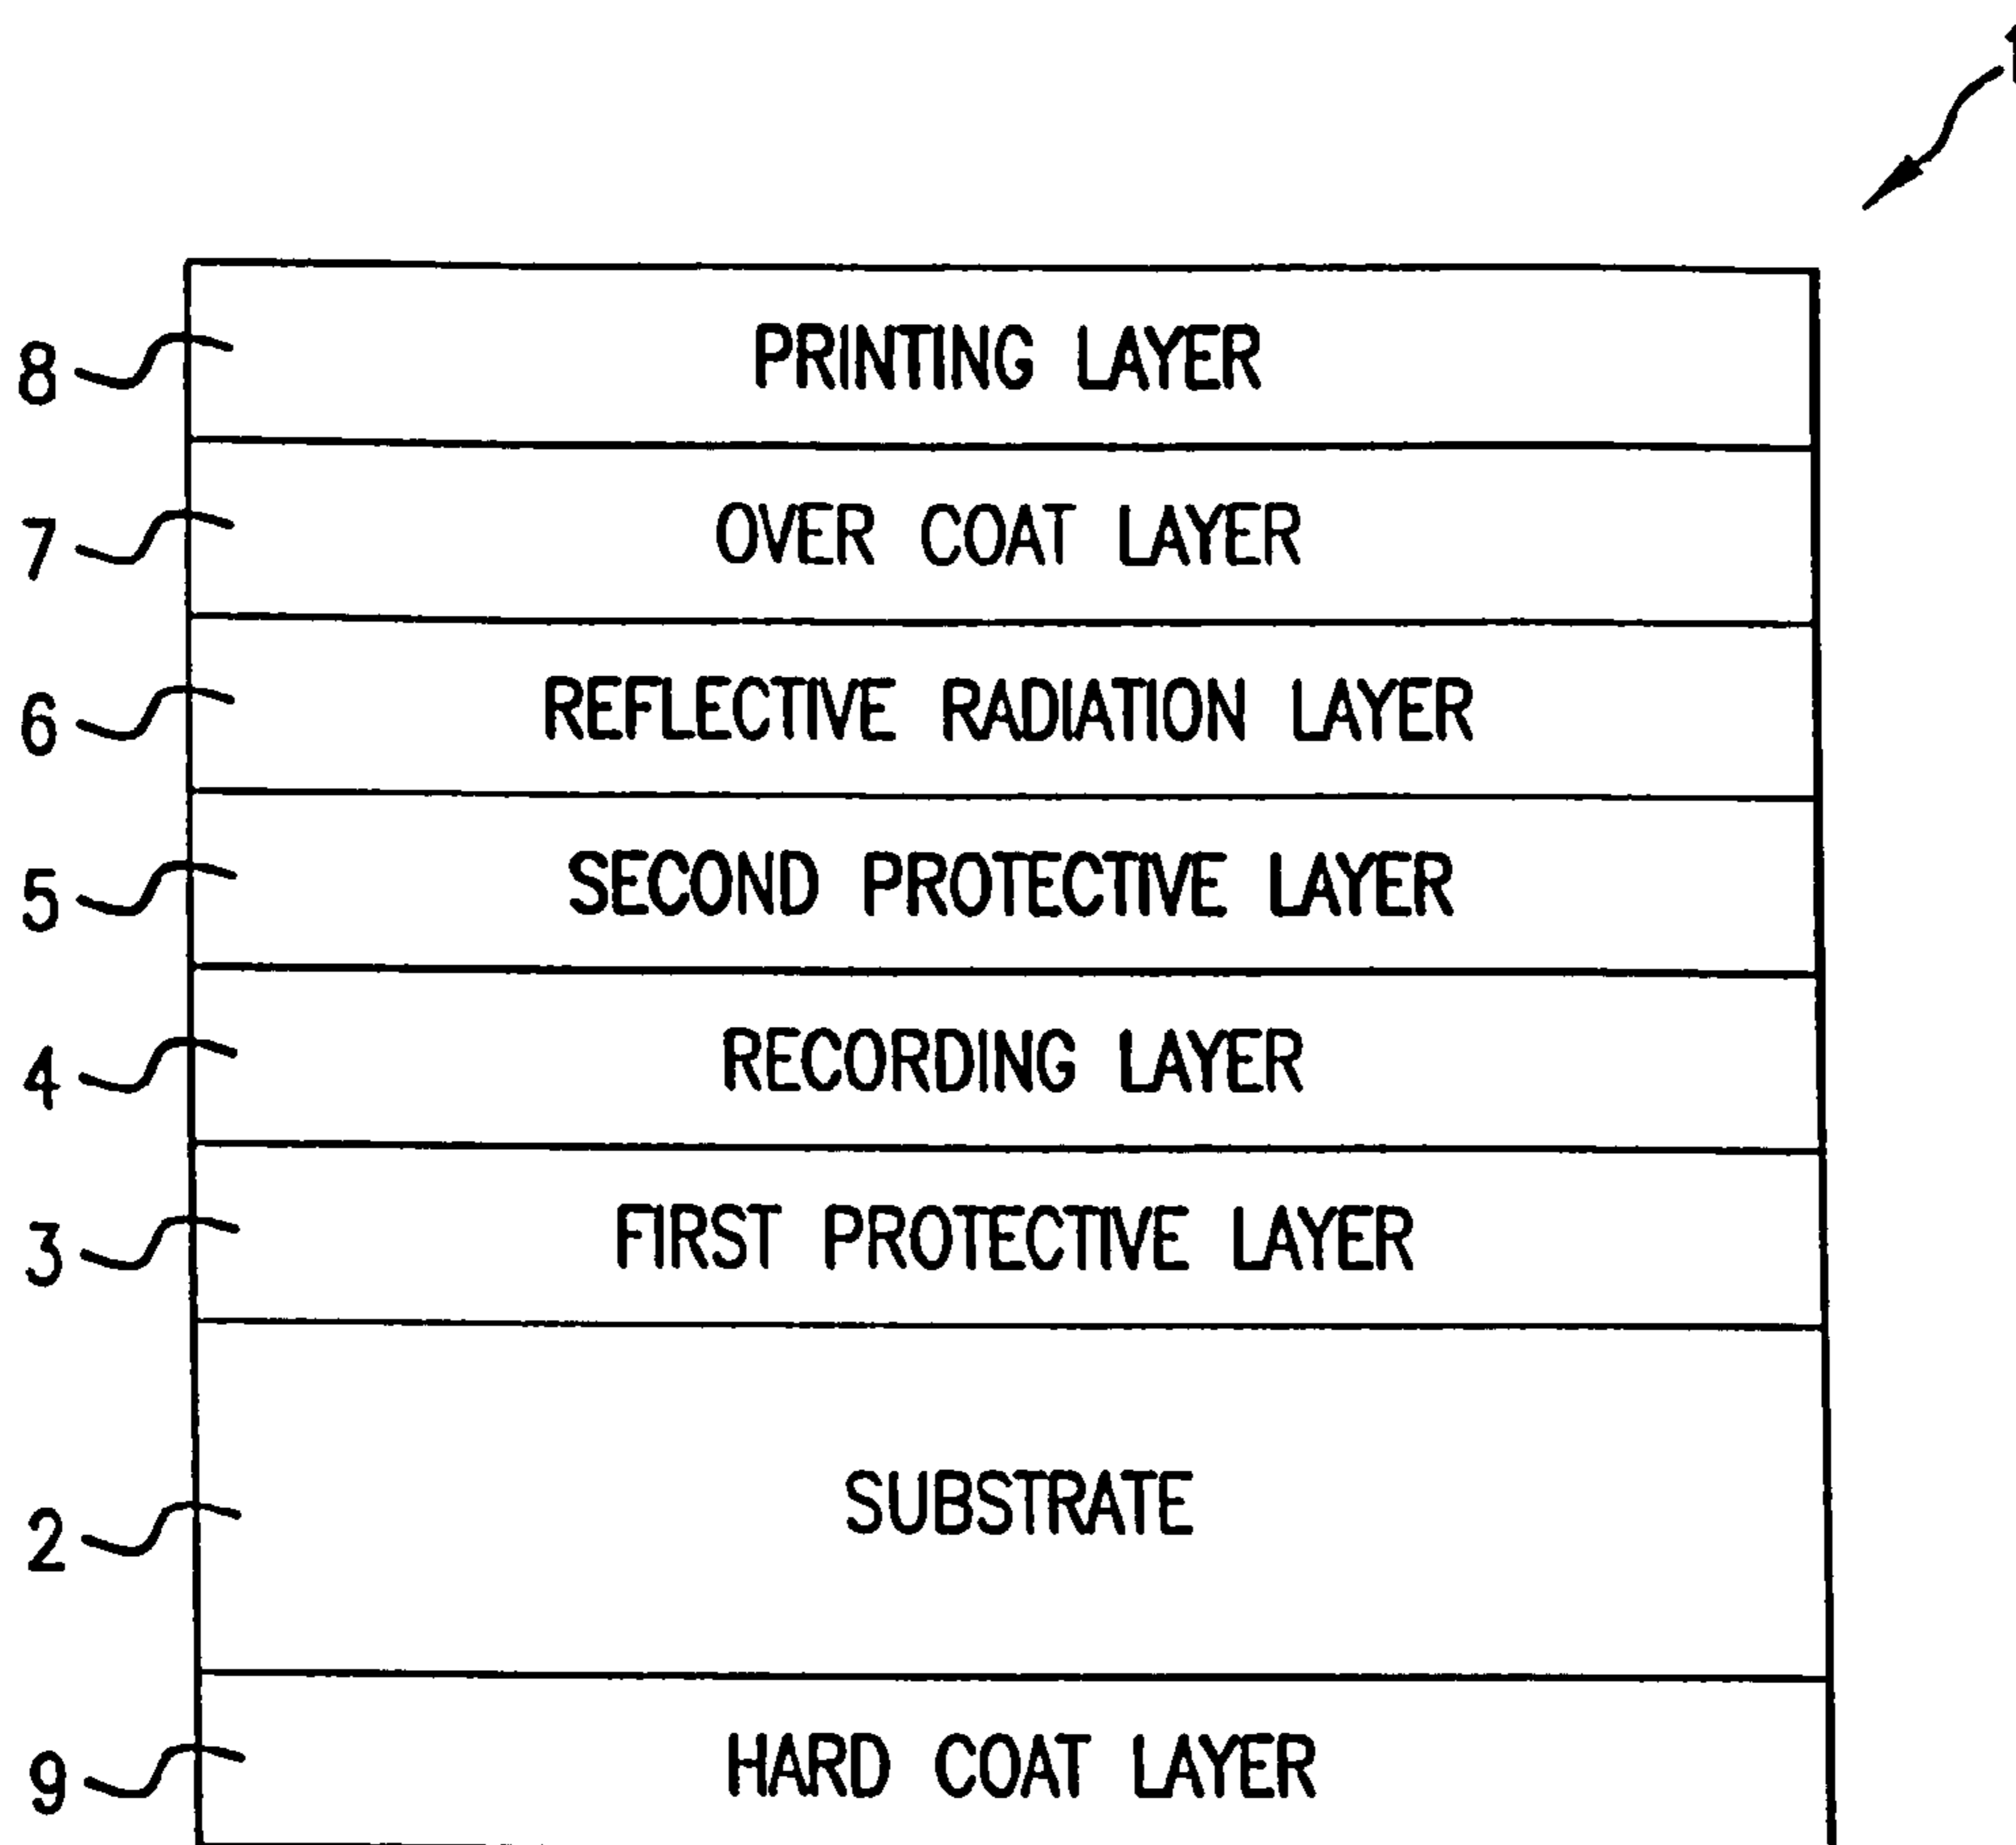 8 PRINTING LAYER
7 OVER COAT LAYER
6 REFLECTIVE RADIATION LAYER
5 SECOND PROTECTIVE LAYER
4 RECORDING LAYER
3 FIRST PROTECTIVE LAYER
2 SUBSTRATE
9 HARD COAT LAYER